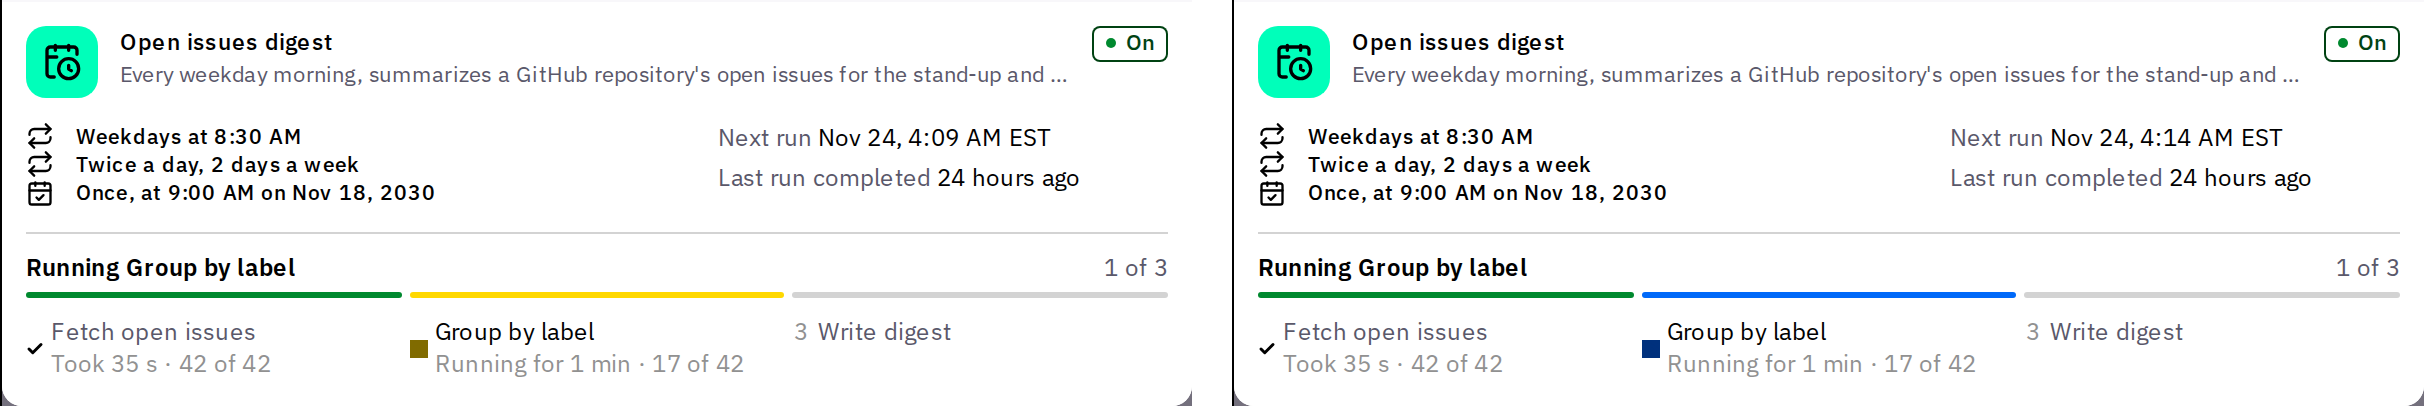 Open issues digest
On
Every weekday morning, summarizes a GitHub repository's open issues for the stand-up and ...
Weekdays at 8:30 AM
Twice a day, 2 days a week
Once, at 9:00 AM on Nov 18, 2030
Next run Nov 24, 4:09 AM EST
Last run completed 24 hours ago
Running Group by label
1 of 3
Fetch open issues
Took 35 s · 42 of 42
Group by label
Running for 1 min · 17 of 42
3 Write digest
Open issues digest
On
Every weekday morning, summarizes a GitHub repository's open issues for the stand-up and ...
Weekdays at 8:30 AM
Twice a day, 2 days a week
Once, at 9:00 AM on Nov 18, 2030
Next run Nov 24, 4:14 AM EST
Last run completed 24 hours ago
Running Group by label
1 of 3
Fetch open issues
Took 35 s · 42 of 42
Group by label
Running for 1 min · 17 of 42
3 Write digest